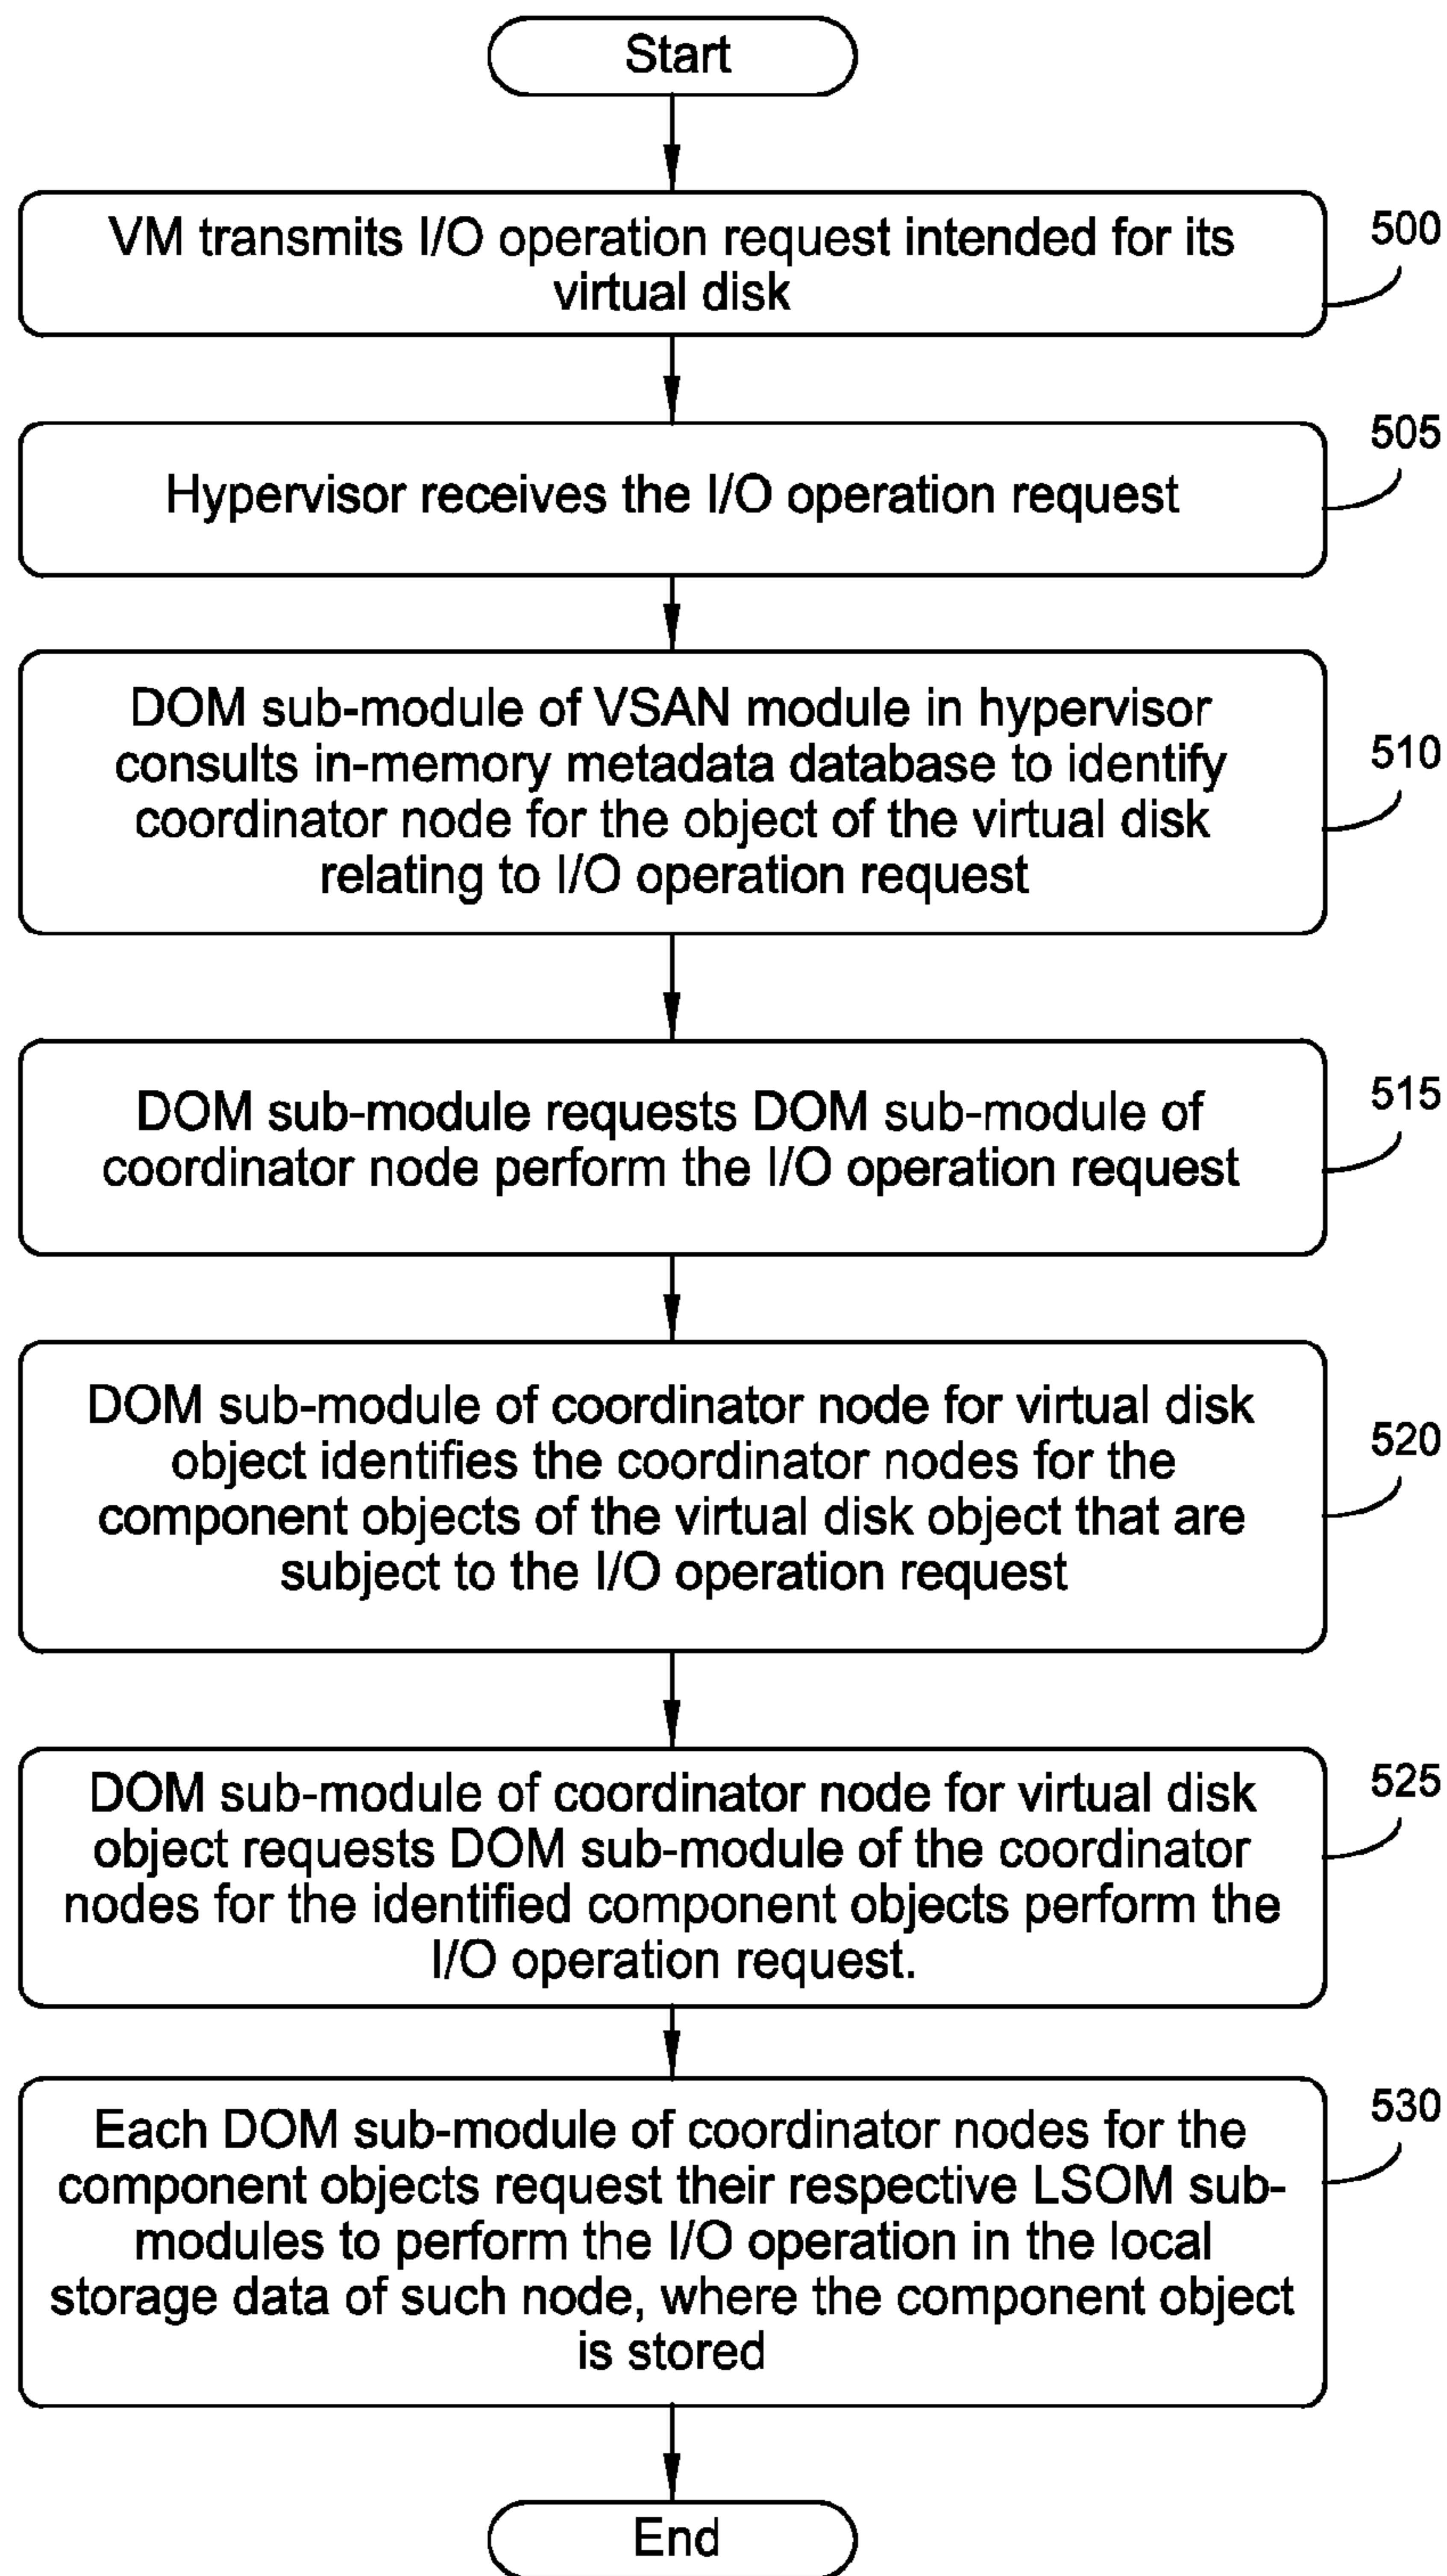 Start
VM transmits I/O operation request intended for its
virtual disk
500
Hypervisor receives the I/O operation request
505
DOM sub-module of VSAN module in hypervisor
consults in-memory metadata database to identify
coordinator node for the object of the virtual disk
relating to I/O operation request
510
DOM sub-module requests DOM sub-module of
coordinator node perform the I/O operation request
515
DOM sub-module of coordinator node for virtual disk
object identifies the coordinator nodes for the
component objects of the virtual disk object that are
subject to the I/O operation request
520
DOM sub-module of coordinator node for virtual disk
object requests DOM sub-module of the coordinator
nodes for the identified component objects perform the
I/O operation request.
525
Each DOM sub-module of coordinator nodes for the
component objects request their respective LSOM sub-
modules to perform the I/O operation in the local
storage data of such node, where the component object
is stored
530
End